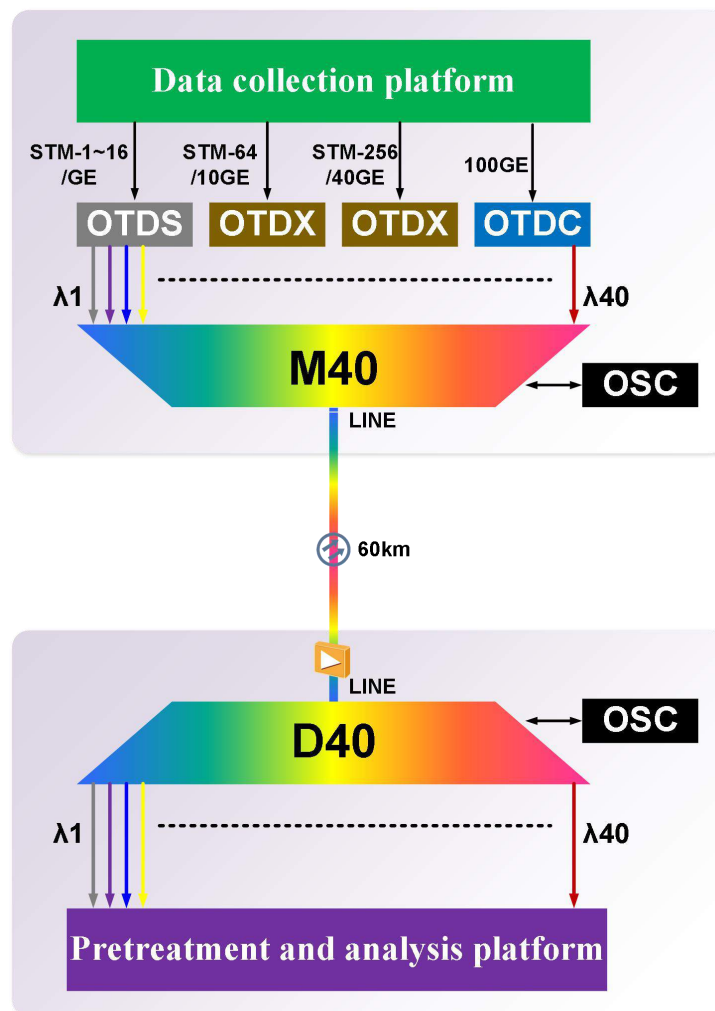 Data collection platform
STM-1~16
/GE
STM-64
/10GE
STM-256
/40GE
100GE
OTDS
OTDX
OTDX
OTDC
λ1
λ40
M40
OSC
LINE
60km
LINE
D40
OSC
λ1
λ40
Pretreatment and analysis platform